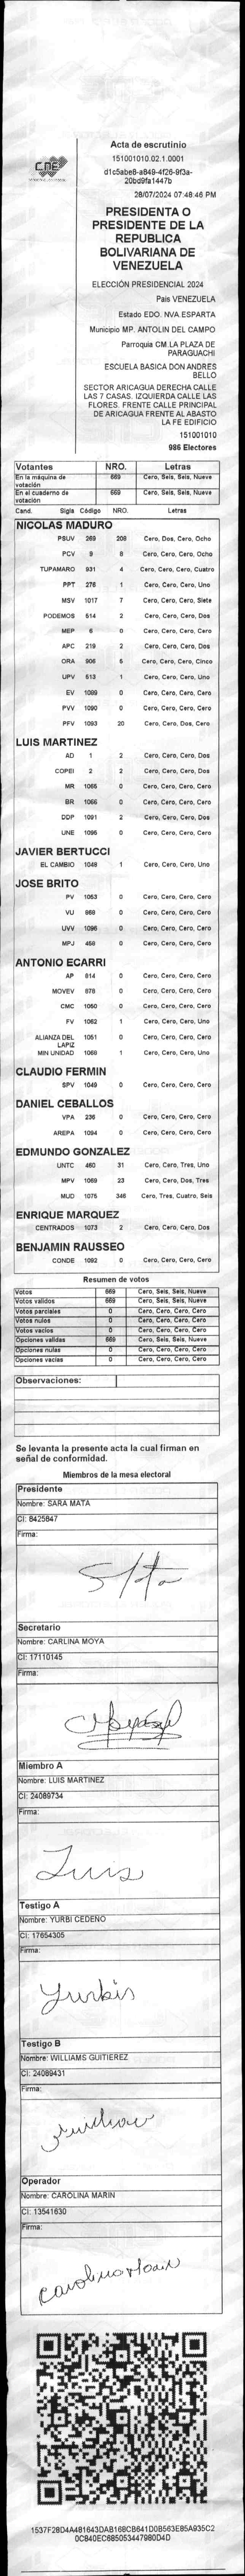 CNE
Acta de escrutinio
151001010.02.1.0001
d1c5abe8-a849-4f26-9f3a-
20bd9fa1447b
28/07/2024 07:48:46 PM
PRESIDENTA O
PRESIDENTE DE LA
REPUBLICA
BOLIVARIANA DE
VENEZUELA
ELECCIÓN PRESIDENCIAL 2024
País VENEZUELA
Estado EDO. NVA ESPARTA
Municipio MP. ANTOLIN DEL CAMPO
Parroquia CM.LA PLAZA DE
PARAGUACHI
ESCUELA BASICA DON ANDRES
BELLO
SECTOR ARICAGUA DERECHA CALLE
LAS 7 CASAS. IZQUIERDA CALLE LAS
FLORES. FRENTE CALLE PRINCIPAL
DE ARICAGUA FRENTE AL ABASTO
LA FE EDIFICIO
151001010
986 Electores
Votantes NRO. Letras
En la máquina de votación 669 Cero, Seis, Seis, Nueve
En el cuaderno de votación 669 Cero, Seis, Seis, Nueve
Cand. Sigla Código NRO. Letras
NICOLAS MADURO
PSUV 269 208 Cero, Dos, Cero, Ocho
PCV 9 8 Cero, Cero, Cero, Ocho
TUPAMARO 931 4 Cero, Cero, Cero, Cuatro
PPT 276 1 Cero, Cero, Cero, Uno
MSV 1017 7 Cero, Cero, Cero, Siete
PODEMOS 514 2 Cero, Cero, Cero, Dos
MEP 6 0 Cero, Cero, Cero, Cero
APC 219 2 Cero, Cero, Cero, Dos
ORA 906 5 Cero, Cero, Cero, Cinco
UPV 513 1 Cero, Cero, Cero, Uno
EV 1089 0 Cero, Cero, Cero, Cero
PVV 1090 0 Cero, Cero, Cero, Cero
PFV 1093 20 Cero, Cero, Dos, Cero
LUIS MARTINEZ
AD 1 2 Cero, Cero, Cero, Dos
COPEI 2 2 Cero, Cero, Cero, Dos
MR 1085 0 Cero, Cero, Cero, Cero
BR 1066 0 Cero, Cero, Cero, Cero
DDP 1091 2 Cero, Cero, Cero, Dos
UNE 1095 0 Cero, Cero, Cero, Cero
JAVIER BERTUCCI
EL CAMBIO 1048 1 Cero, Cero, Cero, Uno
JOSE BRITO
PV 1053 0 Cero, Cero, Cero, Cero
VU 968 0 Cero, Cero, Cero, Cero
UVV 1096 0 Cero, Cero, Cero, Cero
MPJ 468 0 Cero, Cero, Cero, Cero
ANTONIO ECARRI
AP 814 0 Cero, Cero, Cero, Cero
MOVEV 878 0 Cero, Cero, Cero, Cero
CMC 1050 0 Cero, Cero, Cero, Cero
FV 1062 1 Cero, Cero, Cero, Uno
ALIANZA DEL LAPIZ 1051 0 Cero, Cero, Cero, Cero
MIN UNIDAD 1068 1 Cero, Cero, Cero, Uno
CLAUDIO FERMIN
SPV 1049 0 Cero, Cero, Cero, Cero
DANIEL CEBALLOS
VPA 236 0 Cero, Cero, Cero, Cero
AREPA 1094 0 Cero, Cero, Cero, Cero
EDMUNDO GONZALEZ
UNTC 460 31 Cero, Cero, Tres, Uno
MPV 1069 23 Cero, Cero, Dos, Tres
MUD 1075 346 Cero, Tres, Cuatro, Seis
ENRIQUE MARQUEZ
CENTRADOS 1073 2 Cero, Cero, Cero, Dos
BENJAMIN RAUSSEO
CONDE 1092 0 Cero, Cero, Cero, Cero
Resumen de votos
Votos 669 Cero, Seis, Seis, Nueve
Votos validos 669 Cero, Seis, Seis, Nueve
Votos parciales 0 Cero, Cero, Cero, Cero
Votos nulos 0 Cero, Cero, Cero, Cero
Votos vacios 0 Cero, Cero, Cero, Cero
Opciones validas 669 Cero, Seis, Seis, Nueve
Opciones nulas 0 Cero, Cero, Cero, Cero
Opciones vacias 0 Cero, Cero, Cero, Cero
Observaciones:
Se levanta la presente acta la cual firman en
señal de conformidad.
Miembros de la mesa electoral
Presidente
Nombre: SARA MATA
CI: 8425847
Firma:
Secretario
Nombre: CARLINA MOYA
CI: 17110145
Firma:
Miembro A
Nombre: LUIS MARTINEZ
CI: 24089734
Firma:
Luis
Testigo A
Nombre: YURBI CEDENO
CI: 17654305
Firma:
Yurbis
Testigo B
Nombre: WILLIAMS GUITIEREZ
CI: 24089431
Firma:
Operador
Nombre: CAROLINA MARIN
CI: 13541630
Firma:
1537F28D4A481643DAB16BCB641D0B563E85A935C2
0C840EC685053447980D4D